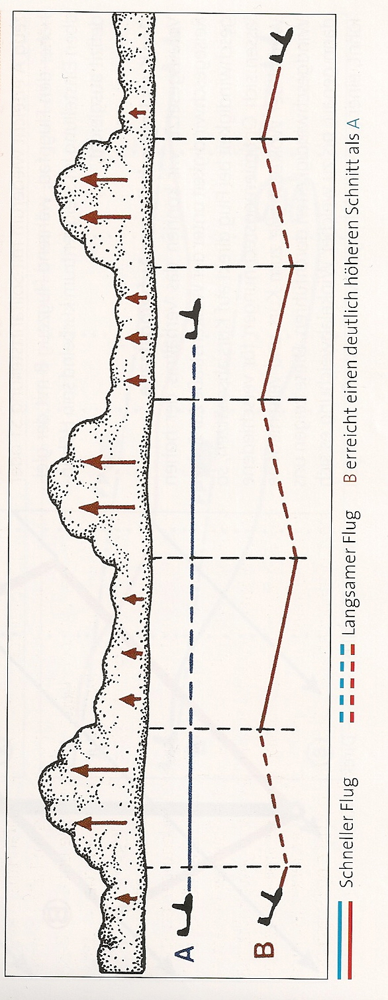 A
B
Schneller Flug
Langsamer Flug
B erreicht einen deutlich höheren Schnitt als A